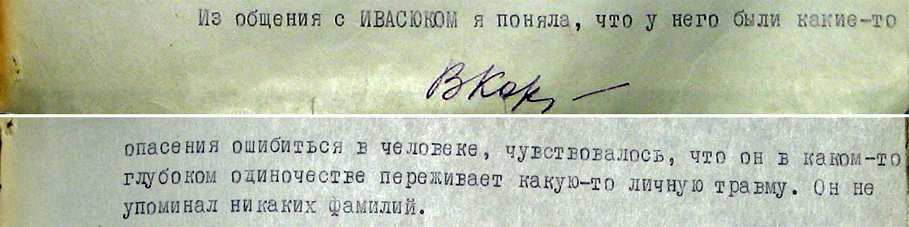 Из общения с ИВАСЮКОМ я поняла, что у него были какие-то
опасения ошибиться в человеке, чувствовалось, что он в каком-то
глубоком одиночестве переживает какую-то личную травму. Он не
упоминал никаких фамилий.